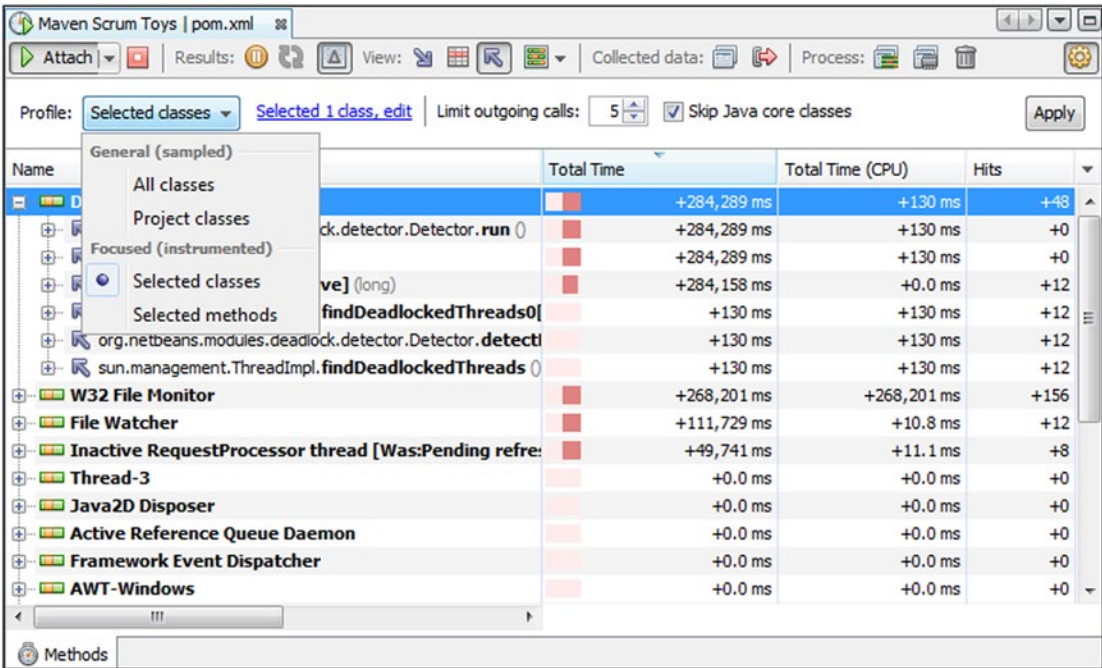 Maven Scrum Toys | pom.xml
Attach Results: View: Collected data: Process:
Profile: Selected classes Selected 1 class, edit Limit outgoing calls: 5 Skip Java core classes Apply
General (sampled)
All classes
Project classes
Focused (instrumented)
Selected classes
Selected methods
Name Total Time Total Time (CPU) Hits
D +284,289 ms +130 ms +48
ck.detector.Detector.run () +284,289 ms +130 ms +0
+284,289 ms +130 ms +0
ve] (long) +284,158 ms +0.0 ms +12
findDeadlockedThreads0[ +130 ms +130 ms +12
org.netbeans.modules.deadlock.detector.Detector.detect +130 ms +130 ms +12
sun.management.ThreadImpl.findDeadlockedThreads () +130 ms +130 ms +12
W32 File Monitor +268,201 ms +268,201 ms +156
File Watcher +111,729 ms +10.8 ms +12
Inactive RequestProcessor thread [Was:Pending refre +49,741 ms +11.1 ms +8
Thread-3 +0.0 ms +0.0 ms +0
Java2D Disposer +0.0 ms +0.0 ms +0
Active Reference Queue Daemon +0.0 ms +0.0 ms +0
Framework Event Dispatcher +0.0 ms +0.0 ms +0
AWT-Windows +0.0 ms +0.0 ms +0
Methods